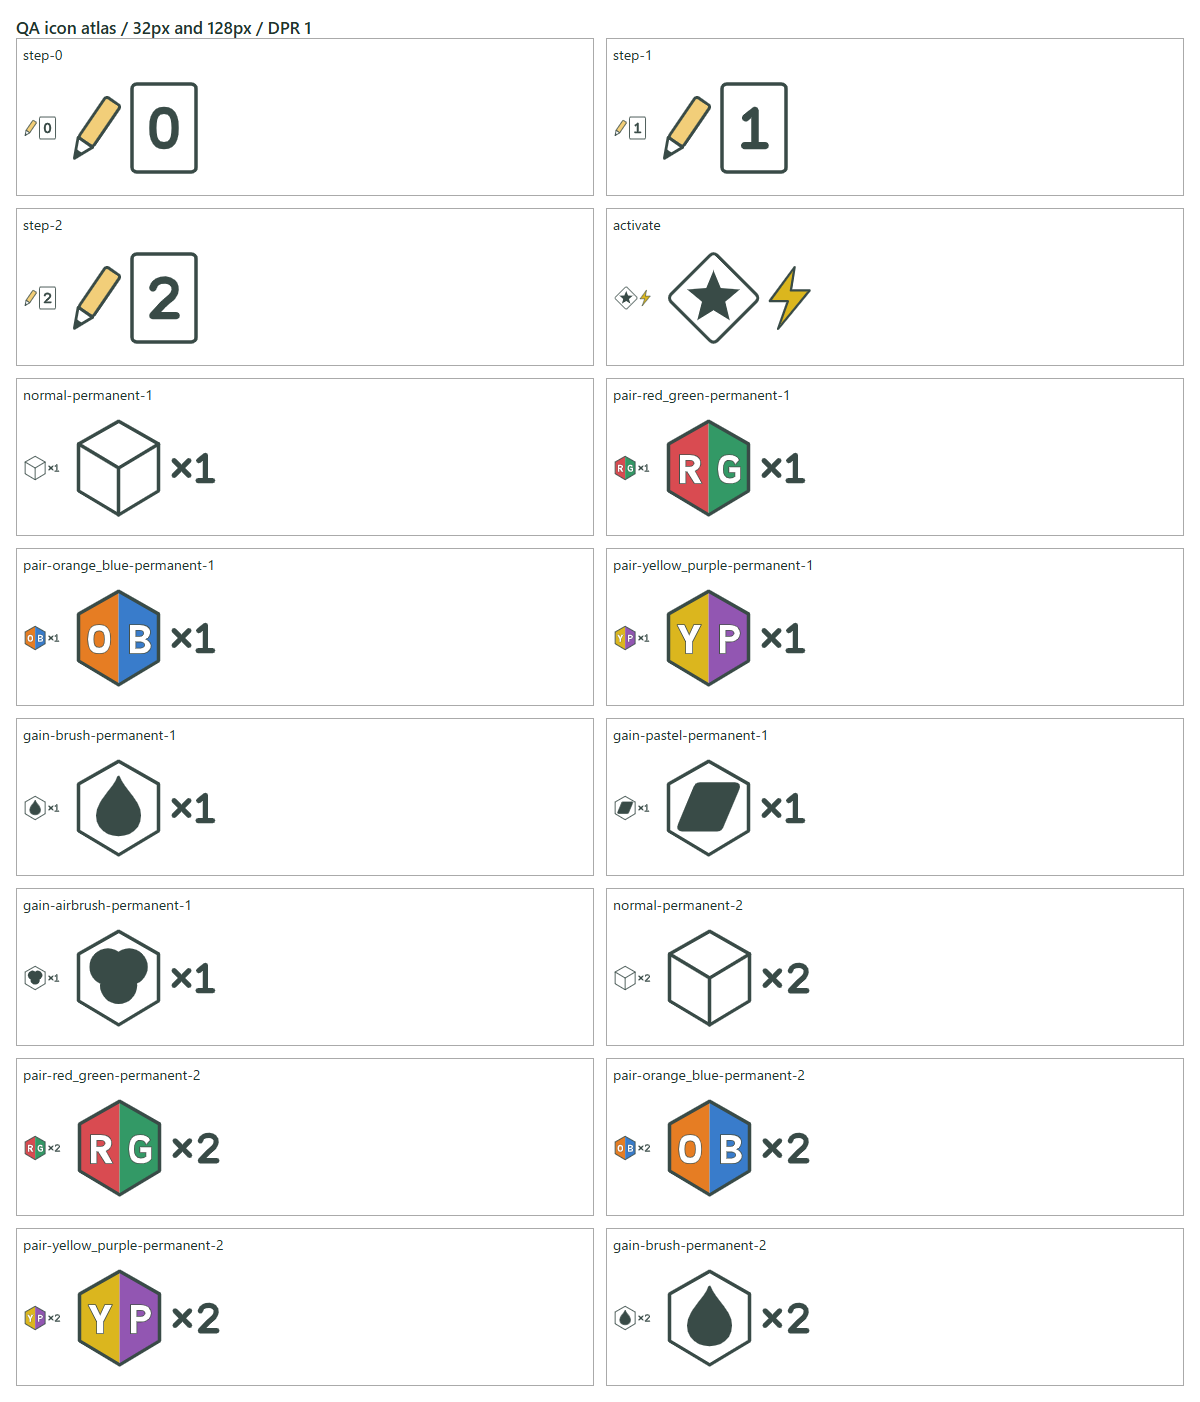 QA icon atlas / 32px and 128px / DPR 1
step-0
0 0
step-1
1 1
step-2
2 2
activate
normal-permanent-1
×1 ×1
pair-red_green-permanent-1
R G ×1 R G ×1
pair-orange_blue-permanent-1
O B ×1 O B ×1
pair-yellow_purple-permanent-1
Y P ×1 Y P ×1
gain-brush-permanent-1
×1 ×1
gain-pastel-permanent-1
×1 ×1
gain-airbrush-permanent-1
×1 ×1
normal-permanent-2
×2 ×2
pair-red_green-permanent-2
R G ×2 R G ×2
pair-orange_blue-permanent-2
O B ×2 O B ×2
pair-yellow_purple-permanent-2
Y P ×2 Y P ×2
gain-brush-permanent-2
×2 ×2